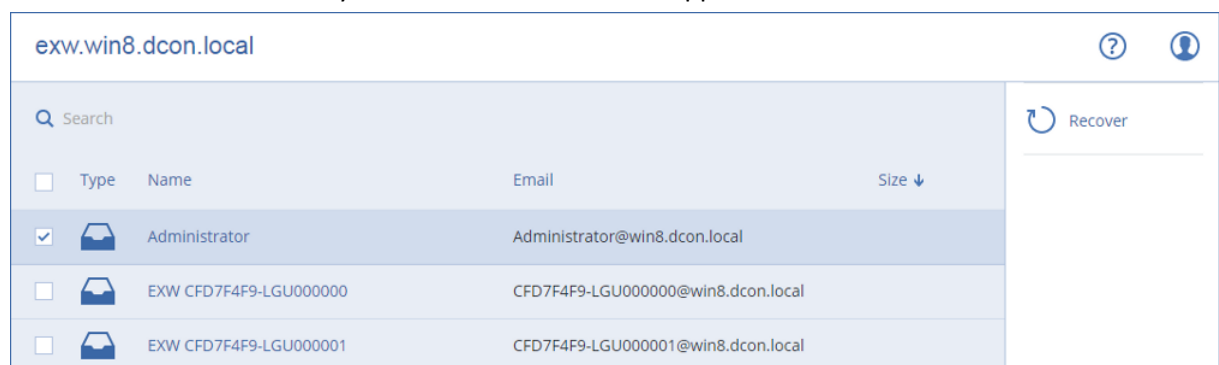 exw.win8.dcon.local
Search
Recover
Type Name Email Size
Administrator Administrator@win8.dcon.local
EXW CFD7F4F9-LGU000000 CFD7F4F9-LGU000000@win8.dcon.local
EXW CFD7F4F9-LGU000001 CFD7F4F9-LGU000001@win8.dcon.local